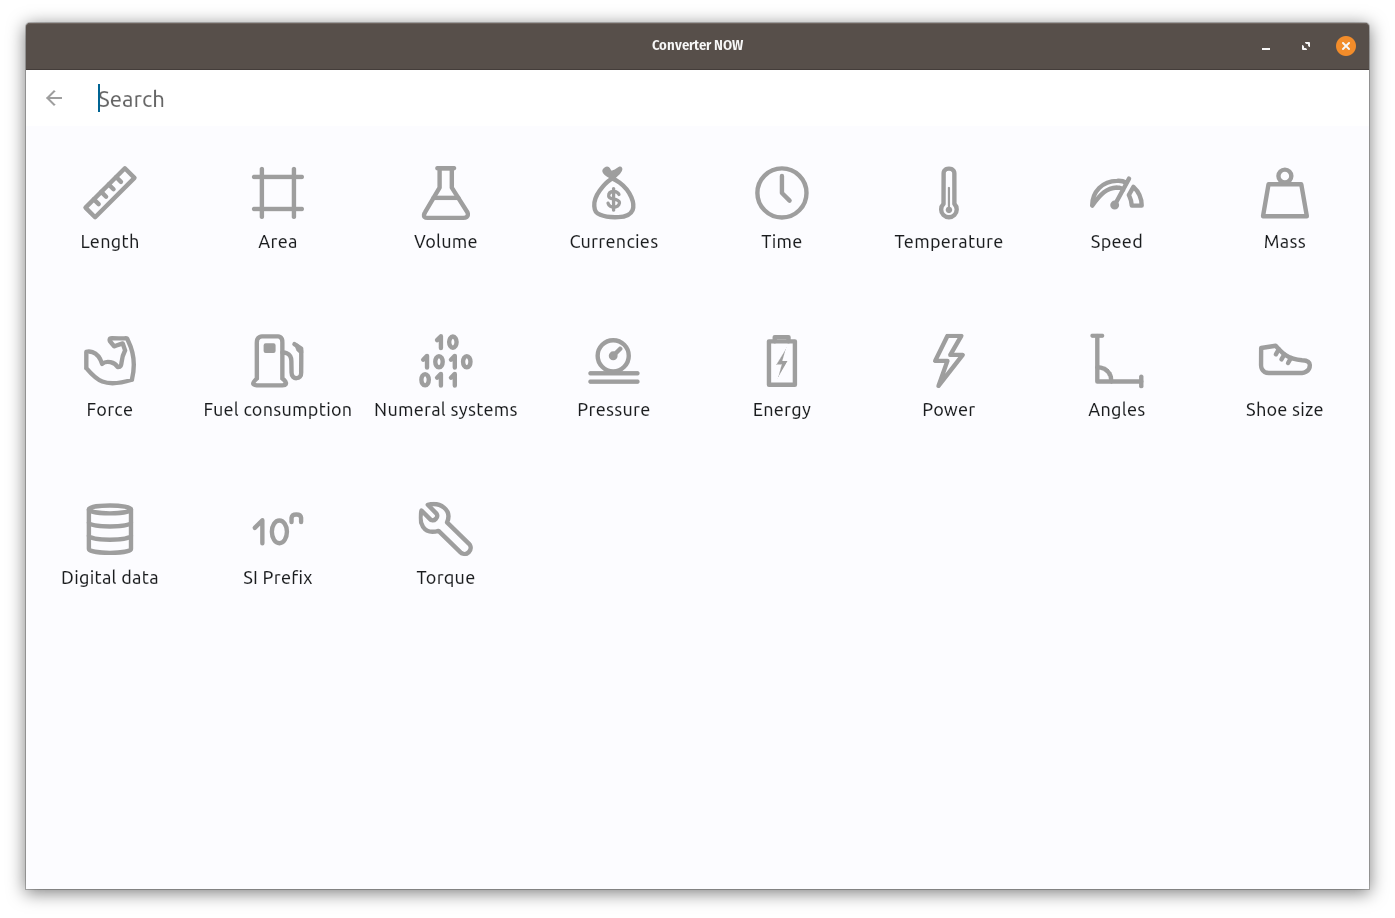 Converter NOW
Search
Length Area Volume Currencies Time Temperature Speed Mass
10
1010
011
Force Fuel consumption Numeral systems Pressure Energy Power Angles Shoe size
10ⁿ
Digital data SI Prefix Torque